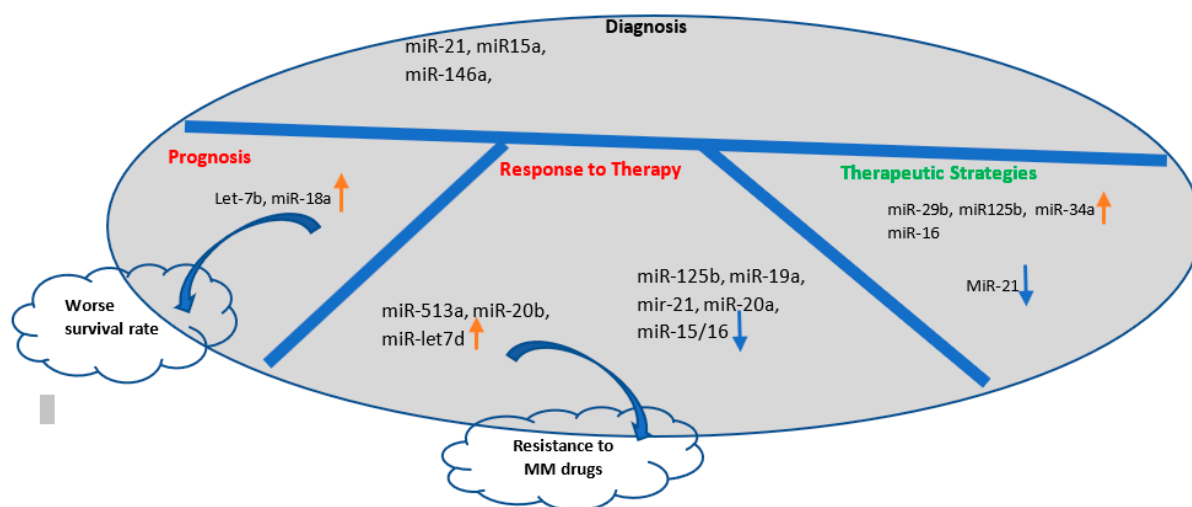 Diagnosis
miR-21, miR15a,
miR-146a,
Prognosis
Let-7b, miR-18a
Worse
survival rate
Response to Therapy
miR-513a, miR-20b,
miR-let7d
miR-125b, miR-19a,
mir-21, miR-20a,
miR-15/16
Resistance to
MM drugs
Therapeutic Strategies
miR-29b, miR125b, miR-34a
miR-16
MiR-21